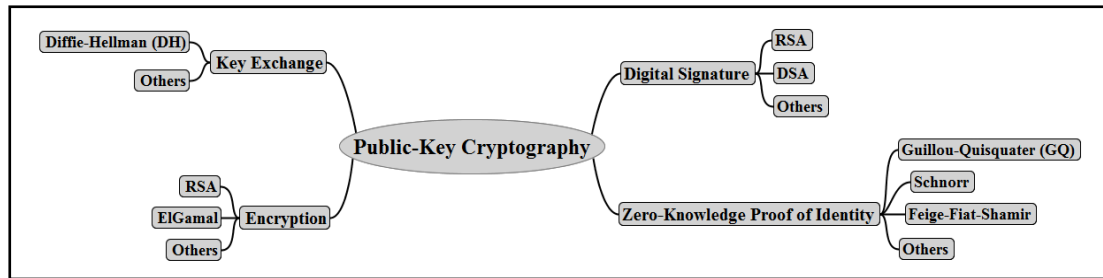 Diffie-Hellman (DH)
Key Exchange
Others
RSA
Digital Signature
DSA
Others
Public-Key Cryptography
RSA
ElGamal
Encryption
Others
Guillou-Quisquater (GQ)
Schnorr
Zero-Knowledge Proof of Identity
Feige-Fiat-Shamir
Others